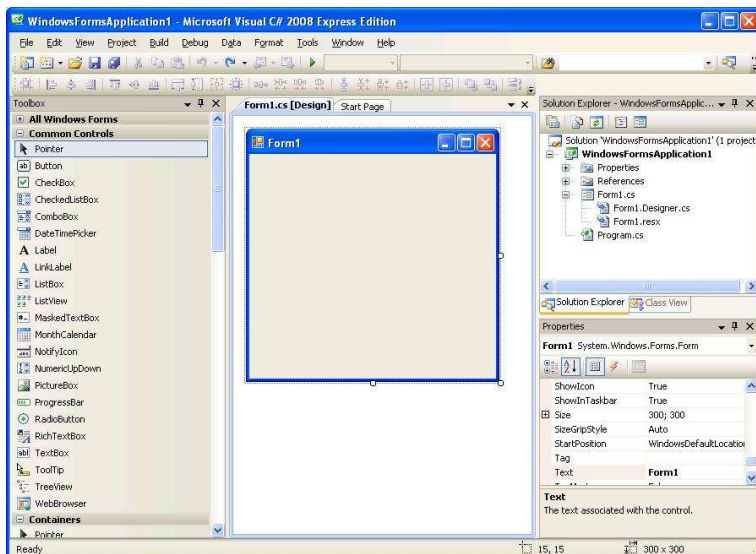 WindowsFormsApplication1 - Microsoft Visual C# 2008 Express Edition
File Edit View Project Build Debug Data Format Tools Window Help
Toolbox
All Windows Forms
Common Controls
Pointer
Button
CheckBox
CheckedListBox
ComboBox
DateTimePicker
Label
LinkLabel
ListBox
ListView
MaskedTextBox
MonthCalendar
NotifyIcon
NumericUpDown
PictureBox
ProgressBar
RadioButton
RichTextBox
TextBox
ToolTip
TreeView
WebBrowser
Containers
Pointer
Form1.cs [Design] Start Page
Form1
Solution Explorer - WindowsFormsApplic...
Solution 'WindowsFormsApplication1' (1 project
WindowsFormsApplication1
Properties
References
Form1.cs
Form1.Designer.cs
Form1.resx
Program.cs
Solution Explorer Class View
Properties
Form1 System.Windows.Forms.Form
ShowIcon True
ShowInTaskbar True
Size 300; 300
SizeGripStyle Auto
StartPosition WindowsDefaultLocation
Tag
Text Form1
Text
The text associated with the control.
Ready 15, 15 300 x 300